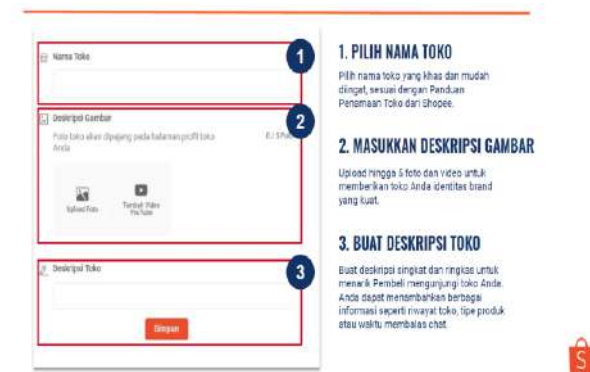 Nama Toko
1
Deskripsi Gambar
2
Foto toko akan dipajang pada halaman profil toko
Anda
Upload Foto
Tambah Video
YouTube
Deskripsi Toko
3
Simpan
1. PILIH NAMA TOKO
Pilih nama toko yang khas dan mudah
diingat, sesuai dengan Panduan
Penamaan Toko dari Shopee.
2. MASUKKAN DESKRIPSI GAMBAR
Upload hingga 5 foto dan video untuk
memberikan toko Anda identitas brand
yang kuat.
3. BUAT DESKRIPSI TOKO
Buat deskripsi singkat dan ringkas untuk
menarik Pembeli mengunjungi toko Anda.
Anda dapat menambahkan berbagai
informasi seperti riwayat toko, tipe produk
atau waktu membalas chat.
S